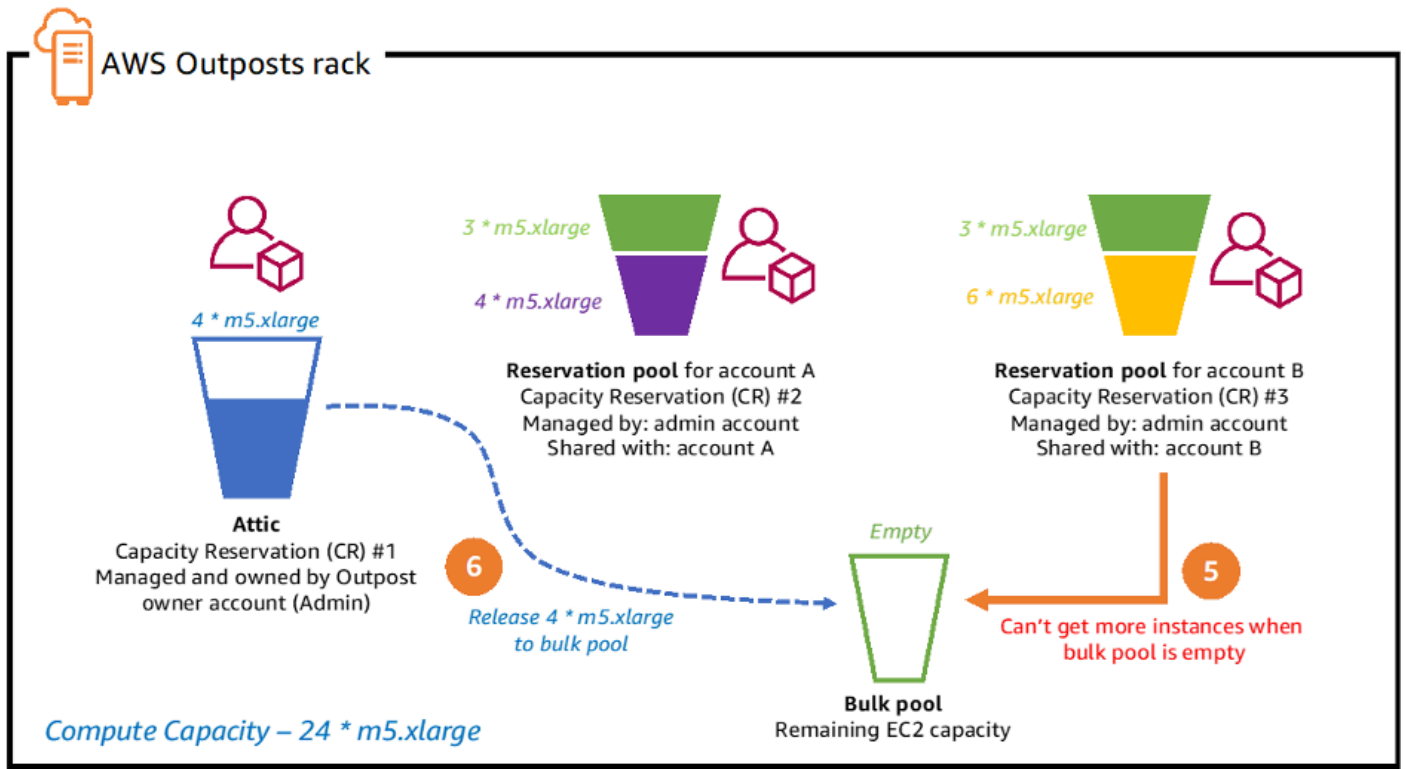 AWS Outposts rack
4 * m5.xlarge
Attic
Capacity Reservation (CR) #1
Managed and owned by Outpost
owner account (Admin)
3 * m5.xlarge
4 * m5.xlarge
Reservation pool for account A
Capacity Reservation (CR) #2
Managed by: admin account
Shared with: account A
3 * m5.xlarge
6 * m5.xlarge
Reservation pool for account B
Capacity Reservation (CR) #3
Managed by: admin account
Shared with: account B
6
Release 4 * m5.xlarge
to bulk pool
Empty
5
Can't get more instances when
bulk pool is empty
Bulk pool
Remaining EC2 capacity
Compute Capacity – 24 * m5.xlarge